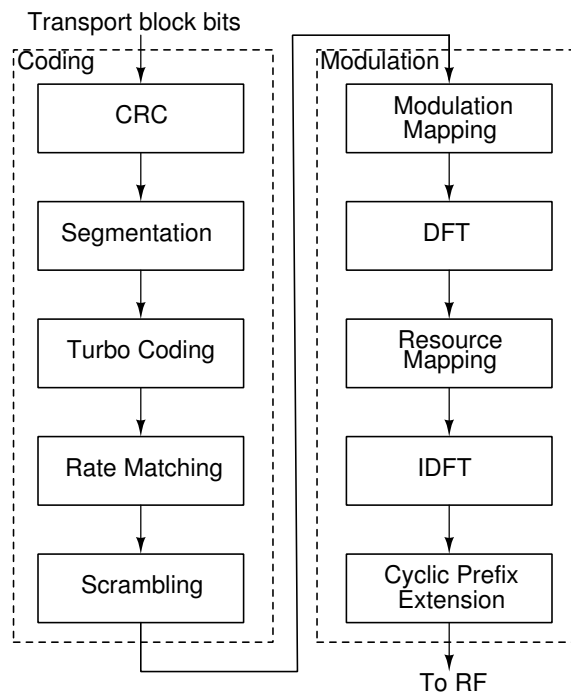 Transport block bits
Coding
CRC
Segmentation
Turbo Coding
Rate Matching
Scrambling
Modulation
Modulation
Mapping
DFT
Resource
Mapping
IDFT
Cyclic Prefix
Extension
To RF